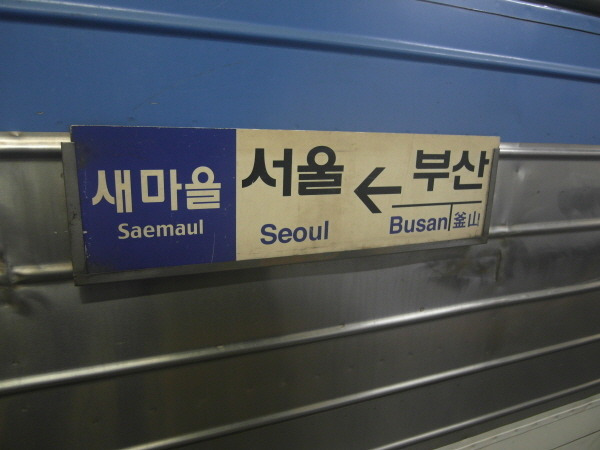 새마을
Saemaul
서울 ← 부산
Seoul
Busan 釜山